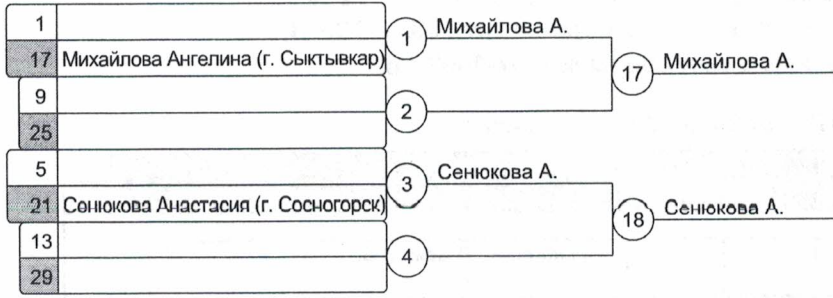 1
17 Михайлова Ангелина (г. Сыктывкар)
1 Михайлова А.
17 Михайлова А.
9
25
2
5
21 Сенюкова Анастасия (г. Сосногорск)
3 Сенюкова А.
18 Сенюкова А.
13
29
4